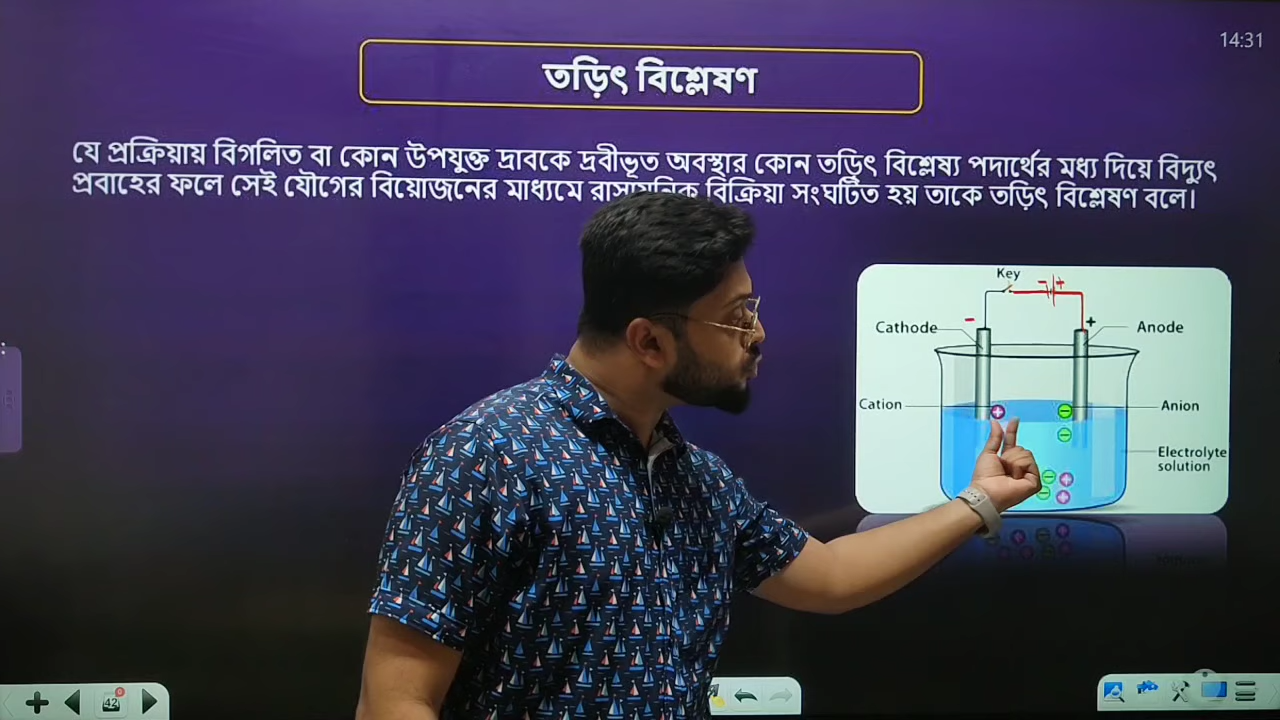 14:31
তড়িৎ বিশ্লেষণ
যে প্রক্রিয়ায় বিগলিত বা কোন উপযুক্ত দ্রাবকে দ্রবীভূত অবস্থার কোন তড়িৎ বিশ্লেষ্য পদার্থের মধ্য দিয়ে বিদ্যুৎ
প্রবাহের ফলে সেই যৌগের বিয়োজনের মাধ্যমে রাসায়নিক বিক্রিয়া সংঘটিত হয় তাকে তড়িৎ বিশ্লেষণ বলে।
Key
- +
- +
Cathode Anode
Cation Anion
Electrolyte
solution
42